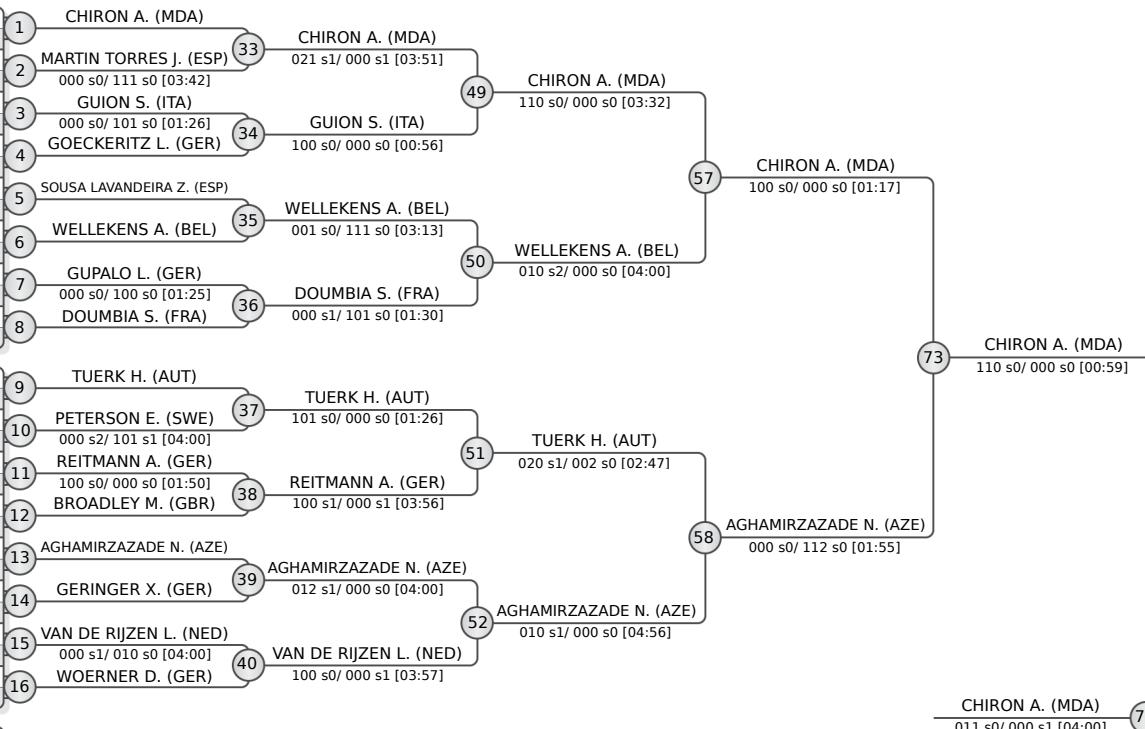 1
CHIRON A. (MDA)
2
MARTIN TORRES J. (ESP)
000 s0/ 111 s0 [03:42]
3
GUION S. (ITA)
000 s0/ 101 s0 [01:26]
4
GOECKERITZ L. (GER)
5
SOUSA LAVANDEIRA Z. (ESP)
6
WELLEKENS A. (BEL)
7
GUPALO L. (GER)
000 s0/ 100 s0 [01:25]
8
DOUMBIA S. (FRA)
9
TUERK H. (AUT)
10
PETERSON E. (SWE)
000 s2/ 101 s1 [04:00]
11
REITMANN A. (GER)
100 s0/ 000 s0 [01:50]
12
BROADLEY M. (GBR)
13
AGHAMIRZAZADE N. (AZE)
14
GERINGER X. (GER)
15
VAN DE RIJZEN L. (NED)
000 s1/ 010 s0 [04:00]
16
WOERNER D. (GER)
33
CHIRON A. (MDA)
021 s1/ 000 s1 [03:51]
34
GUION S. (ITA)
100 s0/ 000 s0 [00:56]
35
WELLEKENS A. (BEL)
001 s0/ 111 s0 [03:13]
36
DOUMBIA S. (FRA)
000 s1/ 101 s0 [01:30]
37
TUERK H. (AUT)
101 s0/ 000 s0 [01:26]
38
REITMANN A. (GER)
100 s1/ 000 s1 [03:56]
39
AGHAMIRZAZADE N. (AZE)
012 s1/ 000 s0 [04:00]
40
VAN DE RIJZEN L. (NED)
100 s0/ 000 s1 [03:57]
49
CHIRON A. (MDA)
110 s0/ 000 s0 [03:32]
50
WELLEKENS A. (BEL)
010 s2/ 000 s0 [04:00]
51
TUERK H. (AUT)
020 s1/ 002 s0 [02:47]
52
AGHAMIRZAZADE N. (AZE)
010 s1/ 000 s0 [04:56]
57
CHIRON A. (MDA)
100 s0/ 000 s0 [01:17]
58
AGHAMIRZAZADE N. (AZE)
000 s0/ 112 s0 [01:55]
73
CHIRON A. (MDA)
110 s0/ 000 s0 [00:59]
CHIRON A. (MDA)
011 s0/ 000 s1 [04:00]